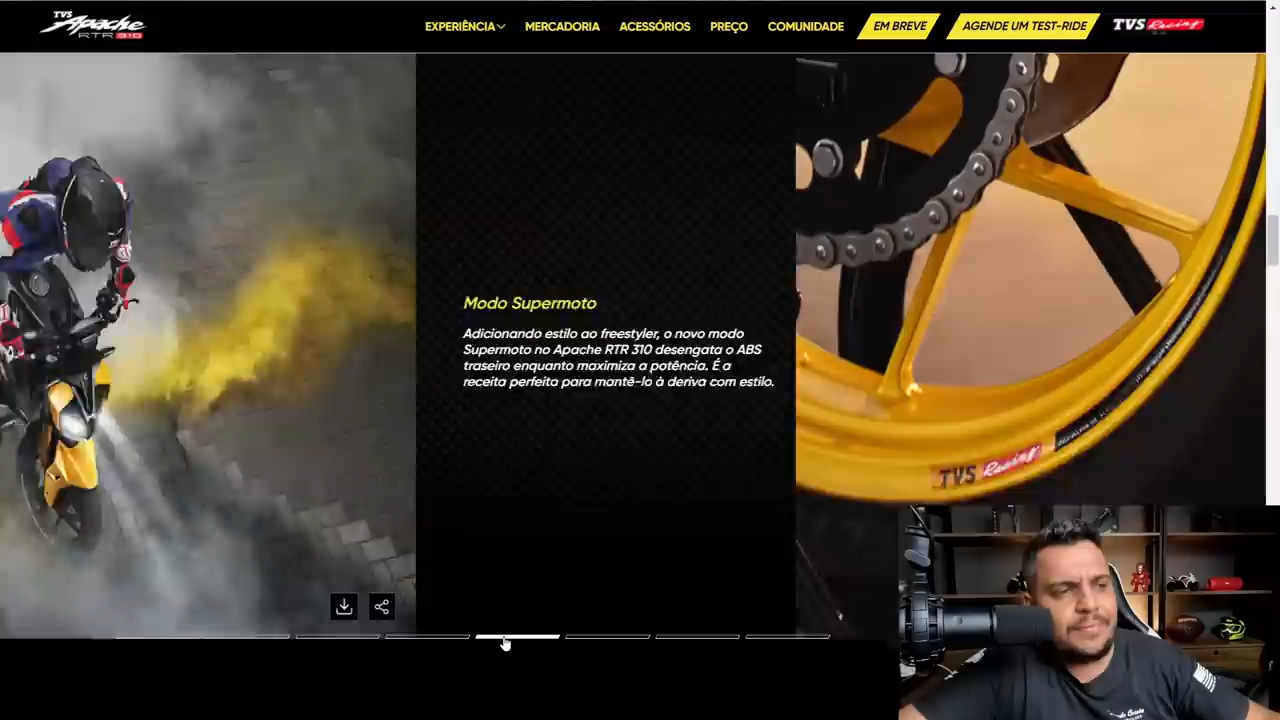 TVS
Apache
RTR 310
EXPERIÊNCIA
MERCADORIA
ACESSÓRIOS
PREÇO
COMUNIDADE
EM BREVE
AGENDE UM TEST-RIDE
TVS Racing
Modo Supermoto
Adicionando estilo ao freestyler, o novo modo
Supermoto no Apache RTR 310 desengata o ABS
traseiro enquanto maximiza a potência. É a
receita perfeita para mantê-lo à deriva com estilo.
TVS Racing